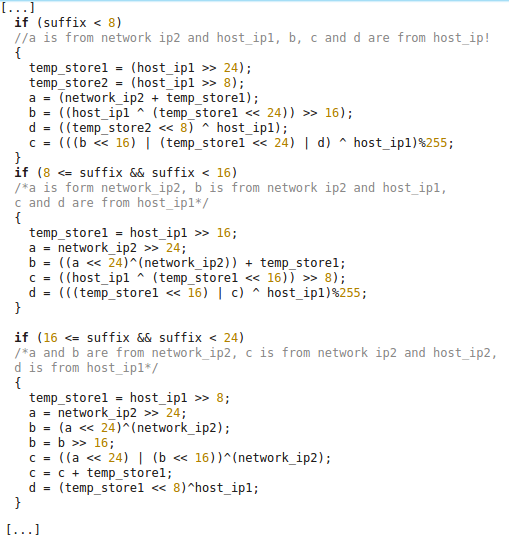 [...]
if (suffix < 8)
//a is from network ip2 and host_ip1, b, c and d are from host_ip!
{
temp_store1 = (host_ip1 >> 24);
temp_store2 = (host_ip1 >> 8);
a = (network_ip2 + temp_store1);
b = ((host_ip1 ^ (temp_store1 << 24)) >> 16);
d = ((temp_store2 << 8) ^ host_ip1);
c = (((b << 16) | (temp_store1 << 24) | d) ^ host_ip1)%255;
}
if (8 <= suffix && suffix < 16)
/*a is form network_ip2, b is from network ip2 and host_ip1,
c and d are from host_ip1*/
{
temp_store1 = host_ip1 >> 16;
a = network_ip2 >> 24;
b = ((a << 24)^(network_ip2)) + temp_store1;
c = ((host_ip1 ^ (temp_store1 << 16)) >> 8);
d = (((temp_store1 << 16) | c) ^ host_ip1)%255;
}
if (16 <= suffix && suffix < 24)
/*a and b are from network_ip2, c is from network ip2 and host_ip2,
d is from host_ip1*/
{
temp_store1 = host_ip1 >> 8;
a = network_ip2 >> 24;
b = (a << 24)^(network_ip2);
b = b >> 16;
c = ((a << 24) | (b << 16))^(network_ip2);
c = c + temp_store1;
d = (temp_store1 << 8)^host_ip1;
}
[...]